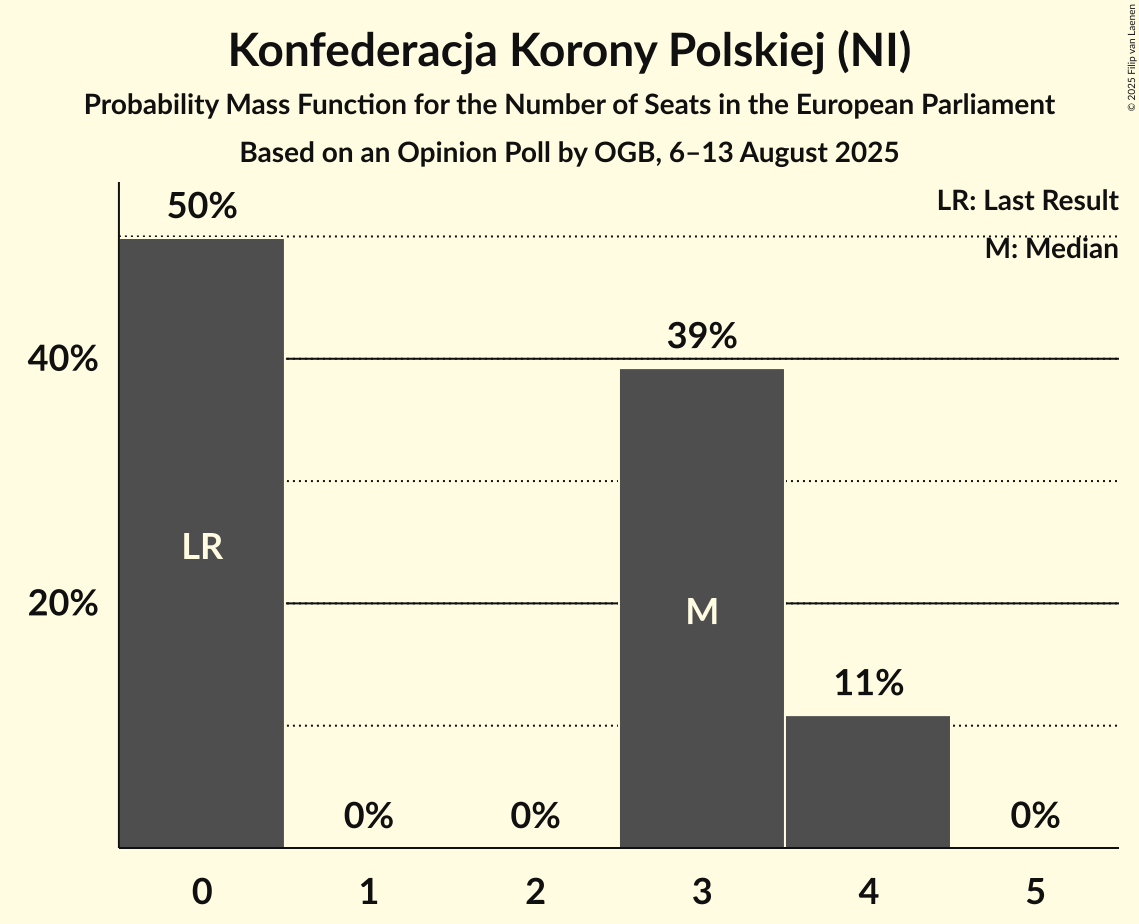 Konfederacja Korony Polskiej (NI)
Probability Mass Function for the Number of Seats in the European Parliament
Based on an Opinion Poll by OGB, 6–13 August 2025
© 2025 Filip van Laenen
LR: Last Result
M: Median
50%
40%
39%
LR
20%
M
11%
0%
0%
0%
0
1
2
3
4
5